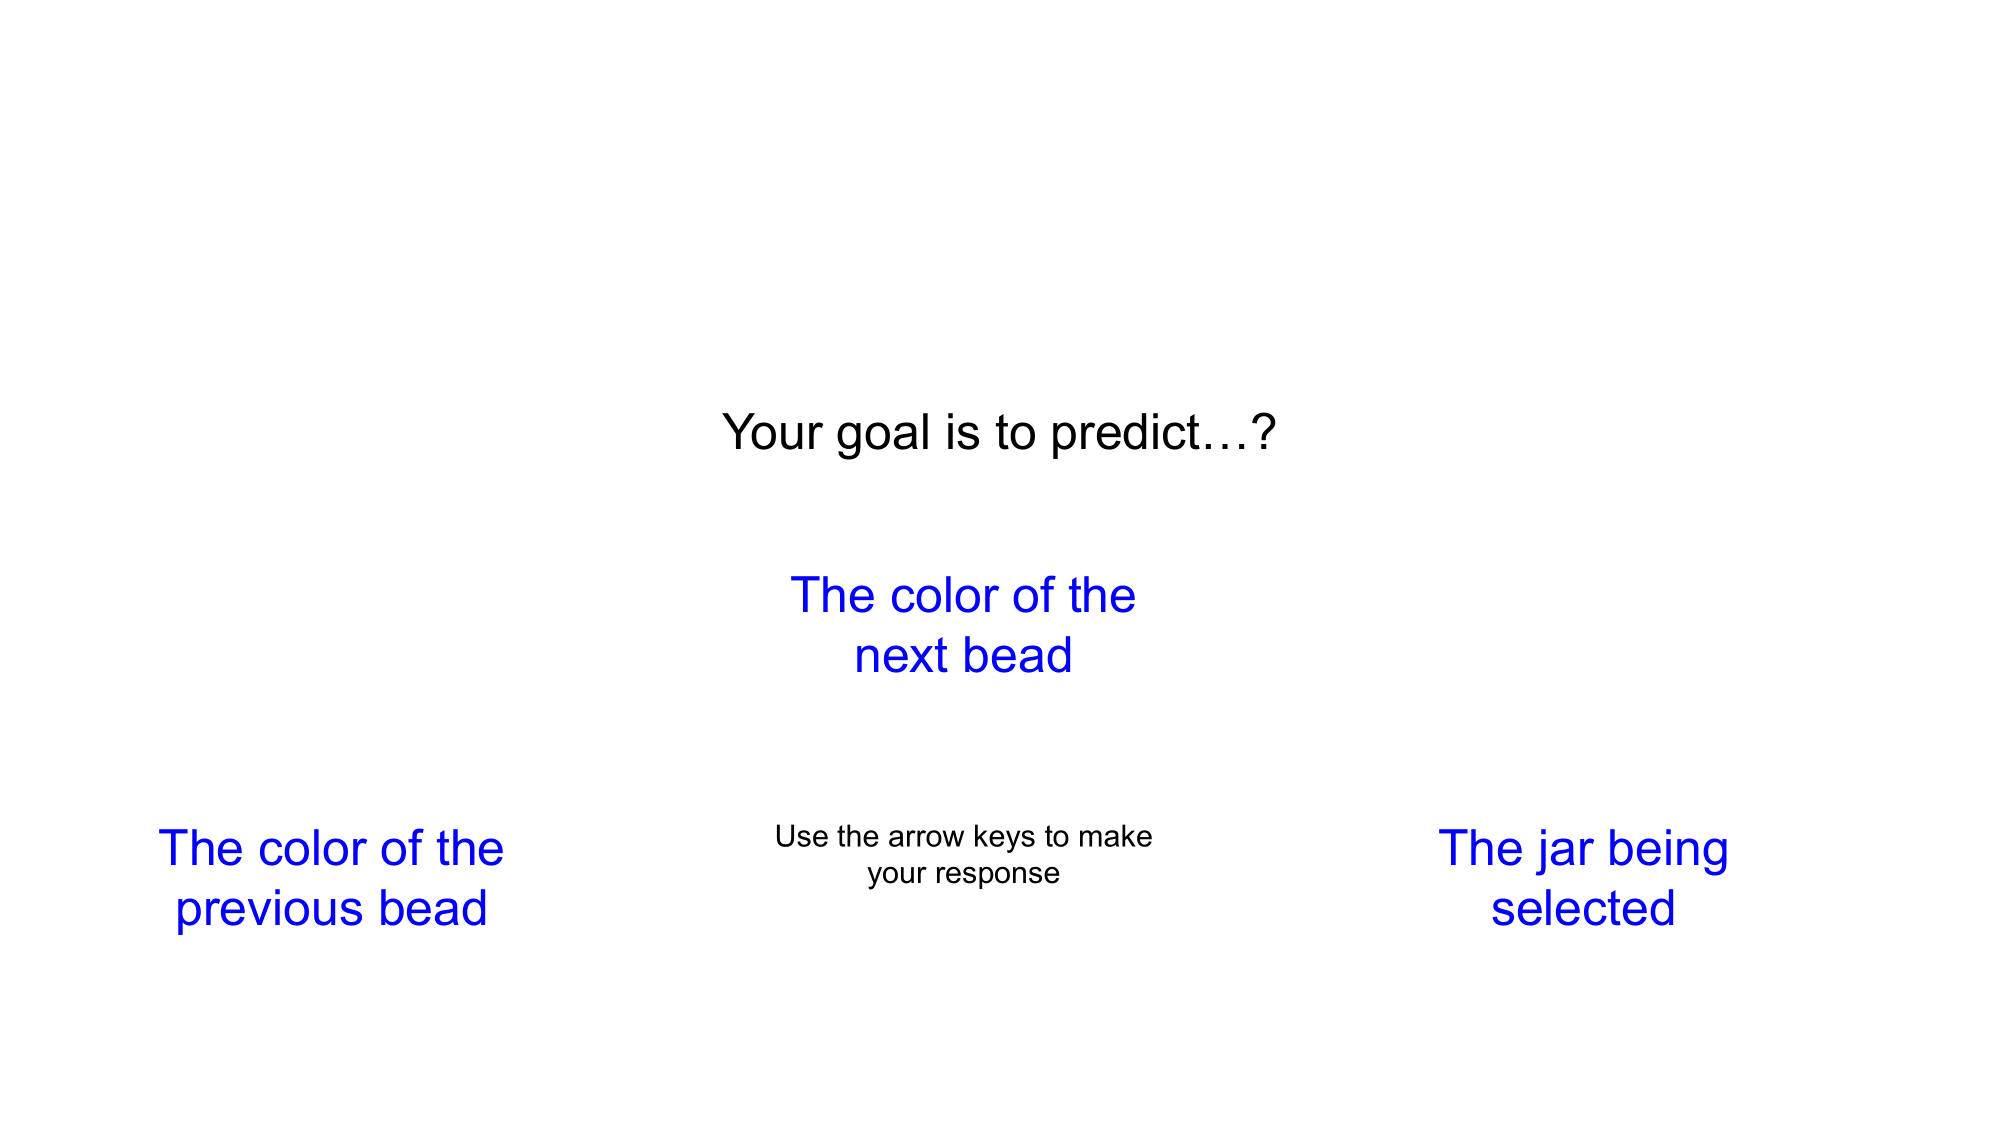 Your goal is to predict…?
The color of the
next bead
The color of the
previous bead
Use the arrow keys to make
your response
The jar being
selected